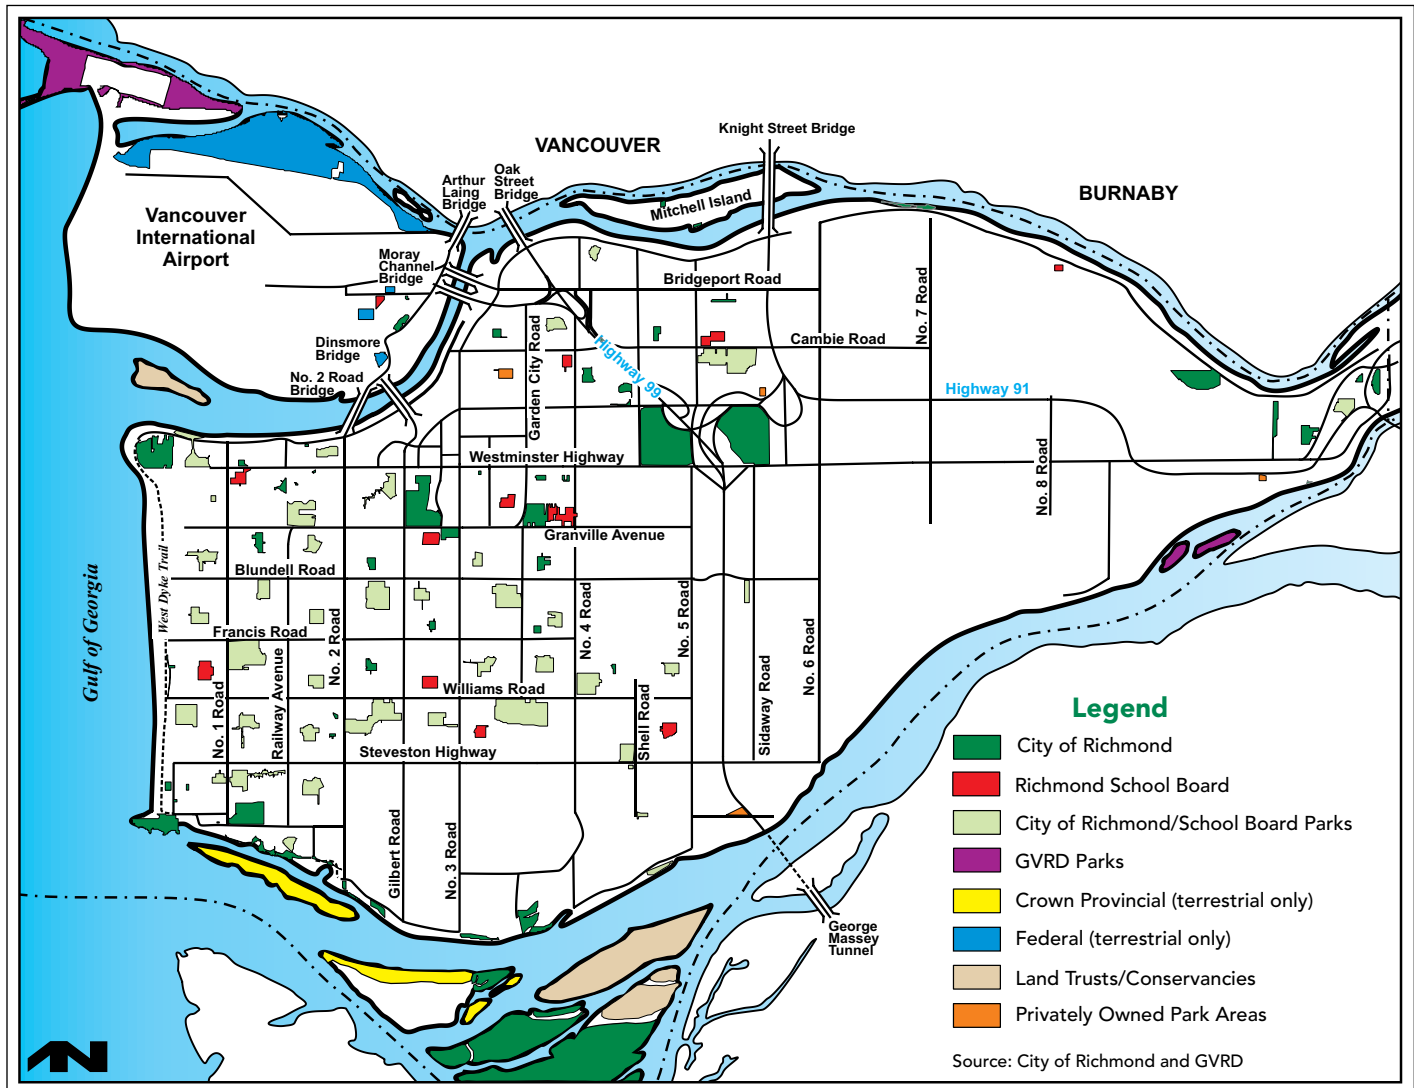 Knight Street Bridge
VANCOUVER
Oak
Street
Bridge
Arthur
Laing
Bridge
BURNABY
Mitchell Island
Vancouver
International
Airport
Moray
Channel
Bridge
Bridgeport Road
No. 7 Road
Garden City Road
Cambie Road
Dinsmore
Bridge
Highway 99
No. 2 Road
Bridge
Highway 91
Westminster Highway
No. 8 Road
Granville Avenue
West Dyke Trail
Blundell Road
Gulf of Georgia
No. 4 Road
No. 5 Road
Francis Road
No. 2 Road
No. 6 Road
Railway Avenue
Williams Road
No. 1 Road
Shell Road
Sidaway Road
Steveston Highway
Gilbert Road
No. 3 Road
George
Massey
Tunnel
Legend
City of Richmond
Richmond School Board
City of Richmond/School Board Parks
GVRD Parks
Crown Provincial (terrestrial only)
Federal (terrestrial only)
Land Trusts/Conservancies
Privately Owned Park Areas
Source: City of Richmond and GVRD
N